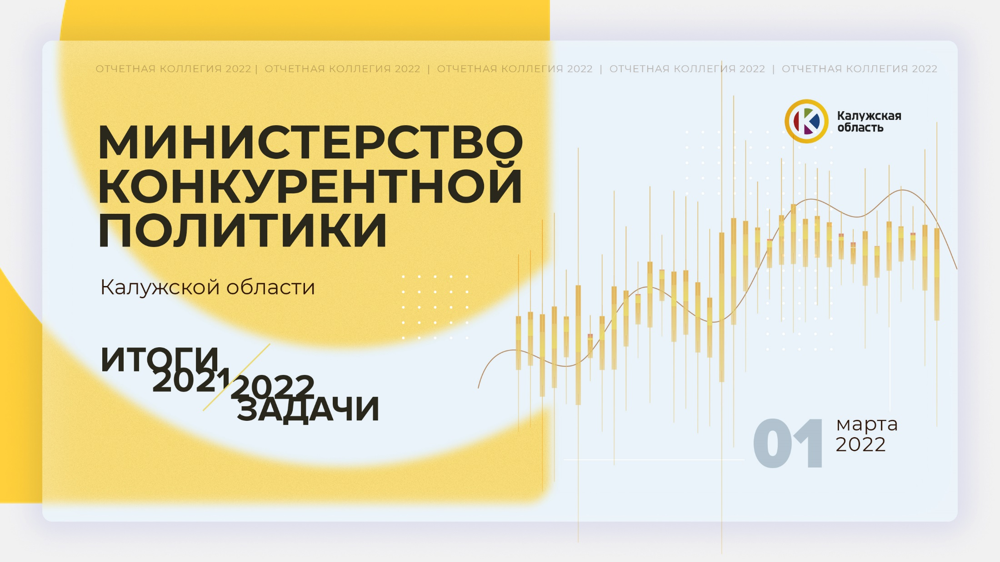 ОТЧЕТНАЯ КОЛЛЕГИЯ 2022 | ОТЧЕТНАЯ КОЛЛЕГИЯ 2022 | ОТЧЕТНАЯ КОЛЛЕГИЯ 2022 | ОТЧЕТНАЯ КОЛЛЕГИЯ 2022 | ОТЧЕТНАЯ КОЛЛЕГИЯ 2022
Калужская
область
МИНИСТЕРСТВО
КОНКУРЕНТНОЙ
ПОЛИТИКИ
Калужской области
ИТОГИ
2021
2022
ЗАДАЧИ
01 марта
2022